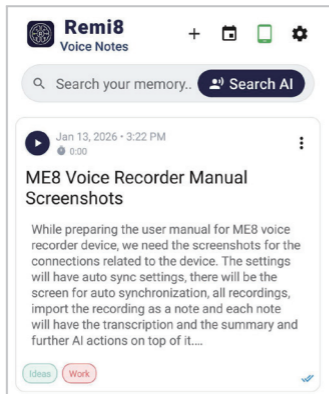 Remi8
Voice Notes
Search your memory..
Search AI
Jan 13, 2026 • 3:22 PM
0:00
ME8 Voice Recorder Manual
Screenshots
While preparing the user manual for ME8 voice
recorder device, we need the screenshots for the
connections related to the device. The settings
will have auto sync settings, there will be the
screen for auto synchronization, all recordings,
import the recording as a note and each note
will have the transcription and the summary and
further AI actions on top of it....
Ideas
Work